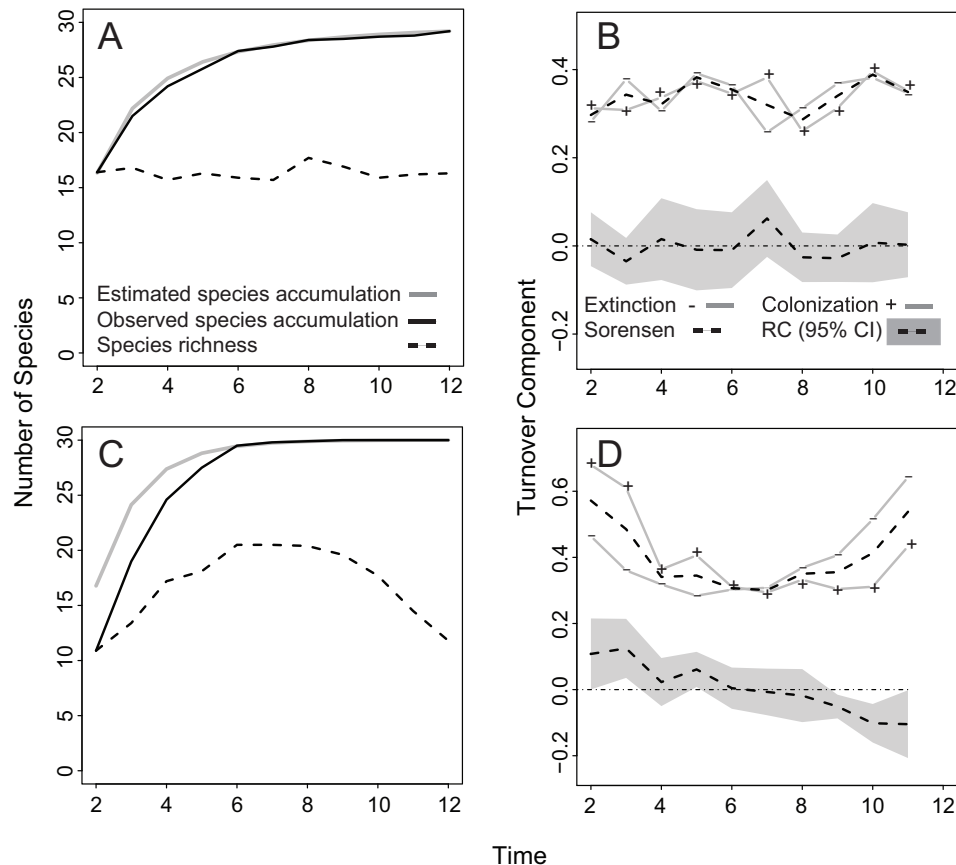 A
30
25
20
15
10
5
0
Estimated species accumulation
Observed species accumulation
Species richness
2 4 6 8 10 12
B
0.4
0.2
0.0
−0.2
Extinction - Colonization +
Sorensen RC (95% CI)
2 4 6 8 10 12
C
30
25
20
15
10
5
0
2 4 6 8 10 12
D
0.6
0.4
0.2
0.0
−0.2
2 4 6 8 10 12
Number of Species
Turnover Component
Time